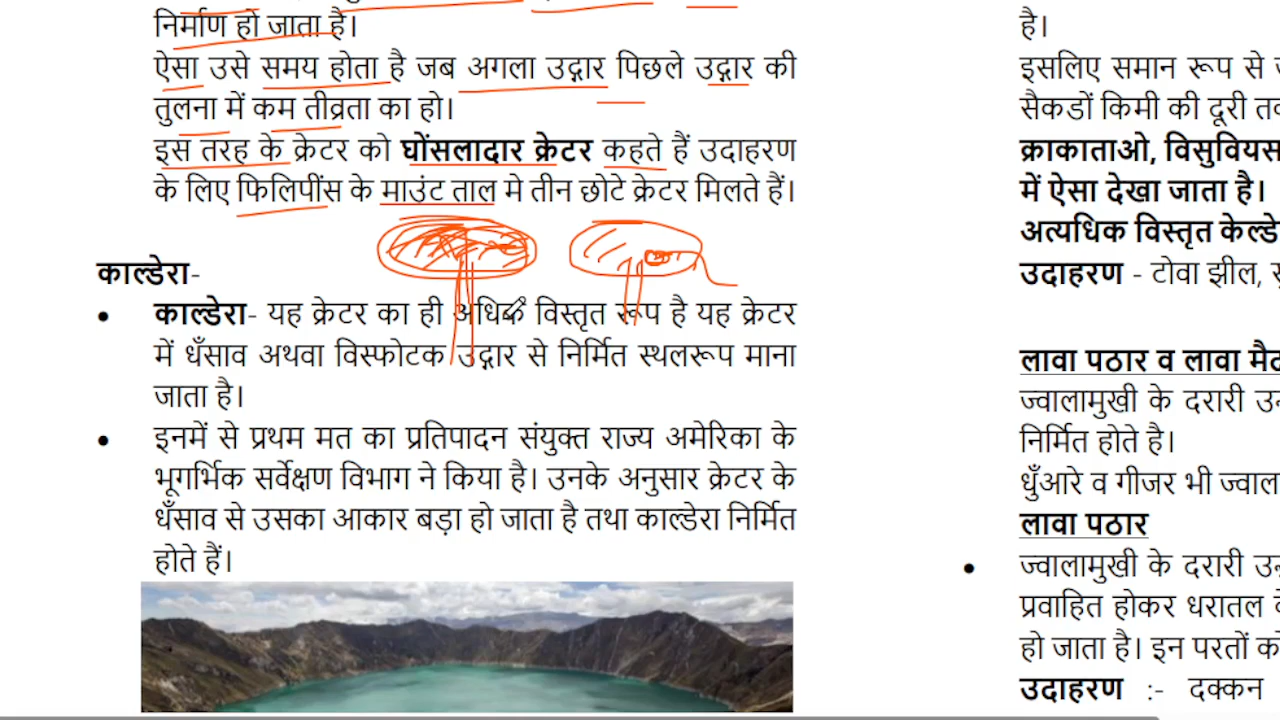 निर्माण हो जाता है।
ऐसा उसे समय होता है जब अगला उद्गार पिछले उद्गार की
तुलना में कम तीव्रता का हो।
इस तरह के क्रेटर को घोंसलादार क्रेटर कहते हैं उदाहरण
के लिए फिलिपींस के माउंट ताल मे तीन छोटे क्रेटर मिलते हैं।
काल्डेरा-
काल्डेरा- यह क्रेटर का ही अधिक विस्तृत रूप है यह क्रेटर
में धँसाव अथवा विस्फोटक उद्गार से निर्मित स्थलरूप माना
जाता है।
इनमें से प्रथम मत का प्रतिपादन संयुक्त राज्य अमेरिका के
भूगर्भिक सर्वेक्षण विभाग ने किया है। उनके अनुसार क्रेटर के
धँसाव से उसका आकार बड़ा हो जाता है तथा काल्डेरा निर्मित
होते हैं।
है।
इसलिए समान रूप से
सैकडों किमी की दूरी
क्राकाताओ, विसुवियस
में ऐसा देखा जाता है।
अत्यधिक विस्तृत
उदाहरण - टोवा झील,
लावा पठार व लावा
ज्वालामुखी के दरारी
निर्मित होते है।
धुँआरे व गीजर भी
लावा पठार
ज्वालामुखी के दरारी
प्रवाहित होकर धरातल
हो जाता है। इन परतों
उदाहरण :- दक्कन